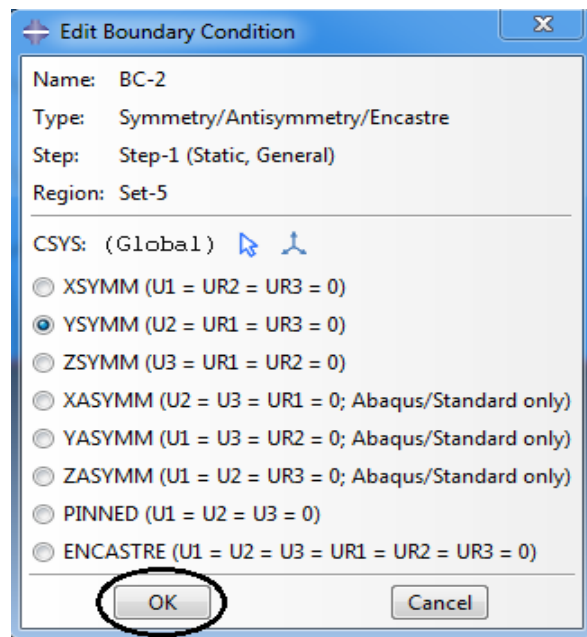 Edit Boundary Condition
Name: BC-2
Type: Symmetry/Antisymmetry/Encastre
Step: Step-1 (Static, General)
Region: Set-5
CSYS: (Global)
XSYMM (U1 = UR2 = UR3 = 0)
YSYMM (U2 = UR1 = UR3 = 0)
ZSYMM (U3 = UR1 = UR2 = 0)
XASYMM (U2 = U3 = UR1 = 0; Abaqus/Standard only)
YASYMM (U1 = U3 = UR2 = 0; Abaqus/Standard only)
ZASYMM (U1 = U2 = UR3 = 0; Abaqus/Standard only)
PINNED (U1 = U2 = U3 = 0)
ENCASTRE (U1 = U2 = U3 = UR1 = UR2 = UR3 = 0)
OK Cancel